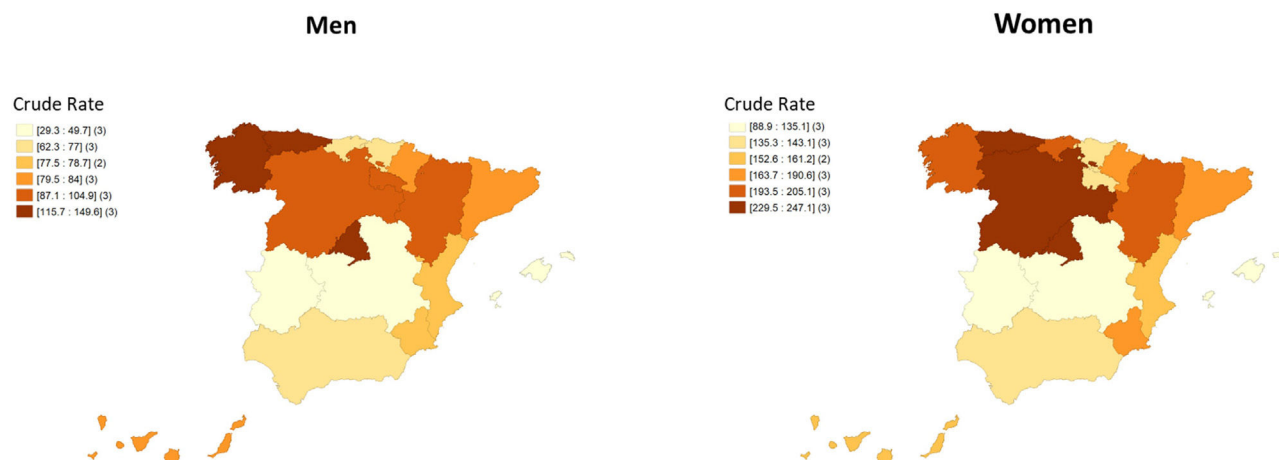 Men
Crude Rate
[29.3 : 49.7] (3)
[62.3 : 77] (3)
[77.5 : 78.7] (2)
[79.5 : 84] (3)
[87.1 : 104.9] (3)
[115.7 : 149.6] (3)
Women
Crude Rate
[88.9 : 135.1] (3)
[135.3 : 143.1] (3)
[152.6 : 161.2] (2)
[163.7 : 190.6] (3)
[193.5 : 205.1] (3)
[229.5 : 247.1] (3)